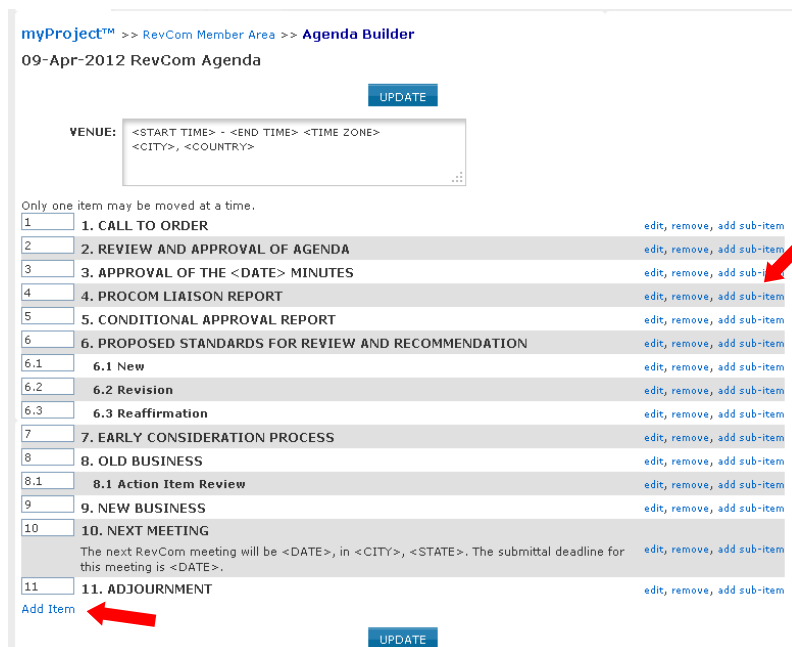 myProject™ >> RevCom Member Area >> Agenda Builder
09-Apr-2012 RevCom Agenda
UPDATE
VENUE: <START TIME> - <END TIME> <TIME ZONE>
<CITY>, <COUNTRY>
Only one item may be moved at a time.
1 1. CALL TO ORDER edit, remove, add sub-item
2 2. REVIEW AND APPROVAL OF AGENDA edit, remove, add sub-item
3 3. APPROVAL OF THE <DATE> MINUTES edit, remove, add sub-item
4 4. PROCOM LIAISON REPORT edit, remove, add sub-item
5 5. CONDITIONAL APPROVAL REPORT edit, remove, add sub-item
6 6. PROPOSED STANDARDS FOR REVIEW AND RECOMMENDATION edit, remove, add sub-item
6.1 6.1 New edit, remove, add sub-item
6.2 6.2 Revision edit, remove, add sub-item
6.3 6.3 Reaffirmation edit, remove, add sub-item
7 7. EARLY CONSIDERATION PROCESS edit, remove, add sub-item
8 8. OLD BUSINESS edit, remove, add sub-item
8.1 8.1 Action Item Review edit, remove, add sub-item
9 9. NEW BUSINESS edit, remove, add sub-item
10 10. NEXT MEETING
The next RevCom meeting will be <DATE>, in <CITY>, <STATE>. The submittal deadline for edit, remove, add sub-item
this meeting is <DATE>.
11 11. ADJOURNMENT edit, remove, add sub-item
Add Item
UPDATE